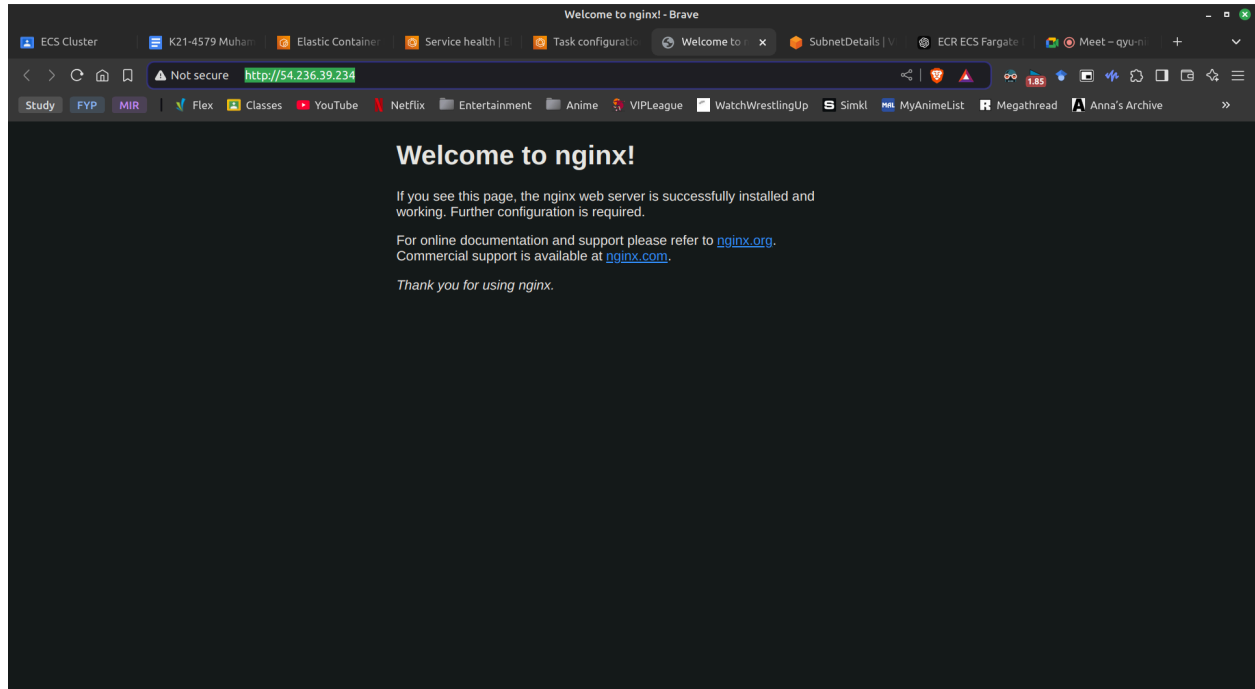 Welcome to nginx! - Brave
ECS Cluster
K21-4579 Muham
Elastic Container
Service health | E
Task configuratio
Welcome to n
SubnetDetails | V
ECR ECS Fargate
Meet – qyu-n
Not secure http://54.236.39.234
1.85
Study FYP MIR Flex Classes YouTube Netflix Entertainment Anime VIPLeague WatchWrestlingUp Simkl MyAnimeList Megathread Anna's Archive »
Welcome to nginx!
If you see this page, the nginx web server is successfully installed and
working. Further configuration is required.
For online documentation and support please refer to nginx.org.
Commercial support is available at nginx.com.
Thank you for using nginx.